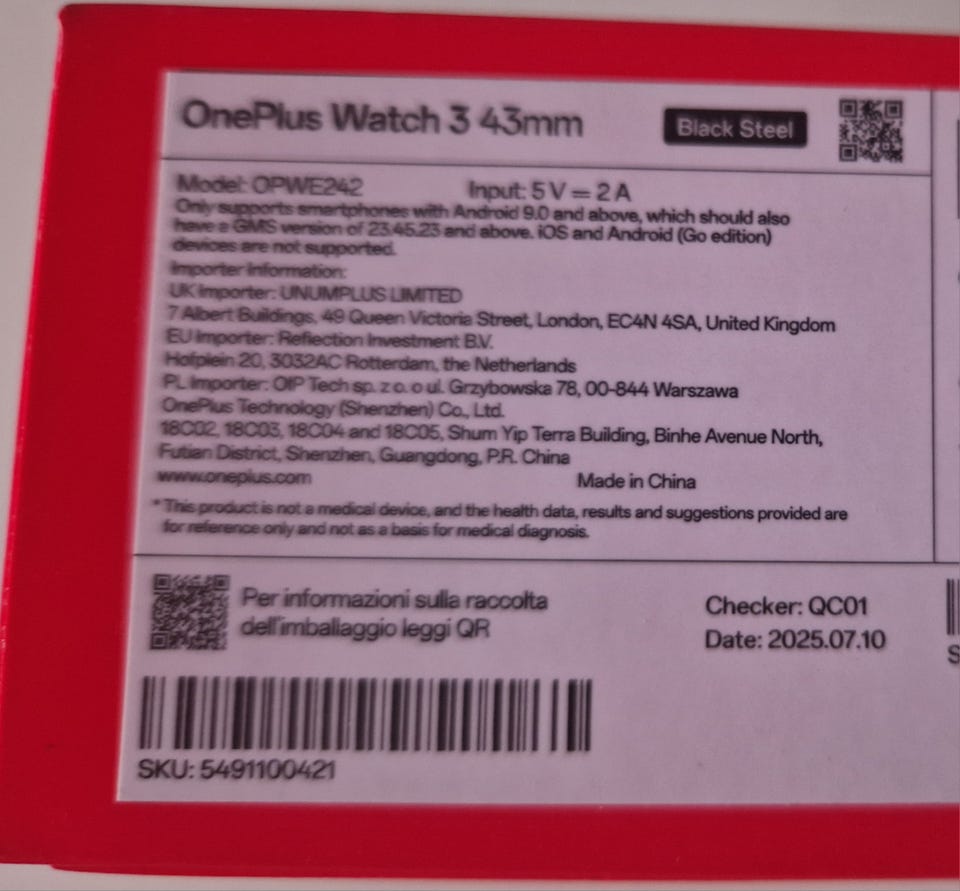 OnePlus Watch 3 43mm
Black Steel
Model: OPWE242
Input: 5 V = 2 A
Only supports smartphones with Android 9.0 and above, which should also
have a GMS version of 23.45.23 and above. iOS and Android (Go edition)
devices are not supported.
Importer Information:
UK Importer: UNUMPLUS LIMITED
7 Albert Buildings, 49 Queen Victoria Street, London, EC4N 4SA, United Kingdom
EU Importer: Reflection Investment B.V.
Hofplein 20, 3032AC Rotterdam, the Netherlands
PL Importer: OIP Tech sp. z o. o ul. Grzybowska 78, 00-844 Warszawa
OnePlus Technology (Shenzhen) Co., Ltd.
18C02, 18C03, 18C04 and 18C05, Shum Yip Terra Building, Binhe Avenue North,
Futian District, Shenzhen, Guangdong, P.R. China
www.oneplus.com
Made in China
* This product is not a medical device, and the health data, results and suggestions provided are
for reference only and not as a basis for medical diagnosis.
Per informazioni sulla raccolta
dell'imballaggio leggi QR
Checker: QC01
Date: 2025.07.10
SKU: 5491100421
S